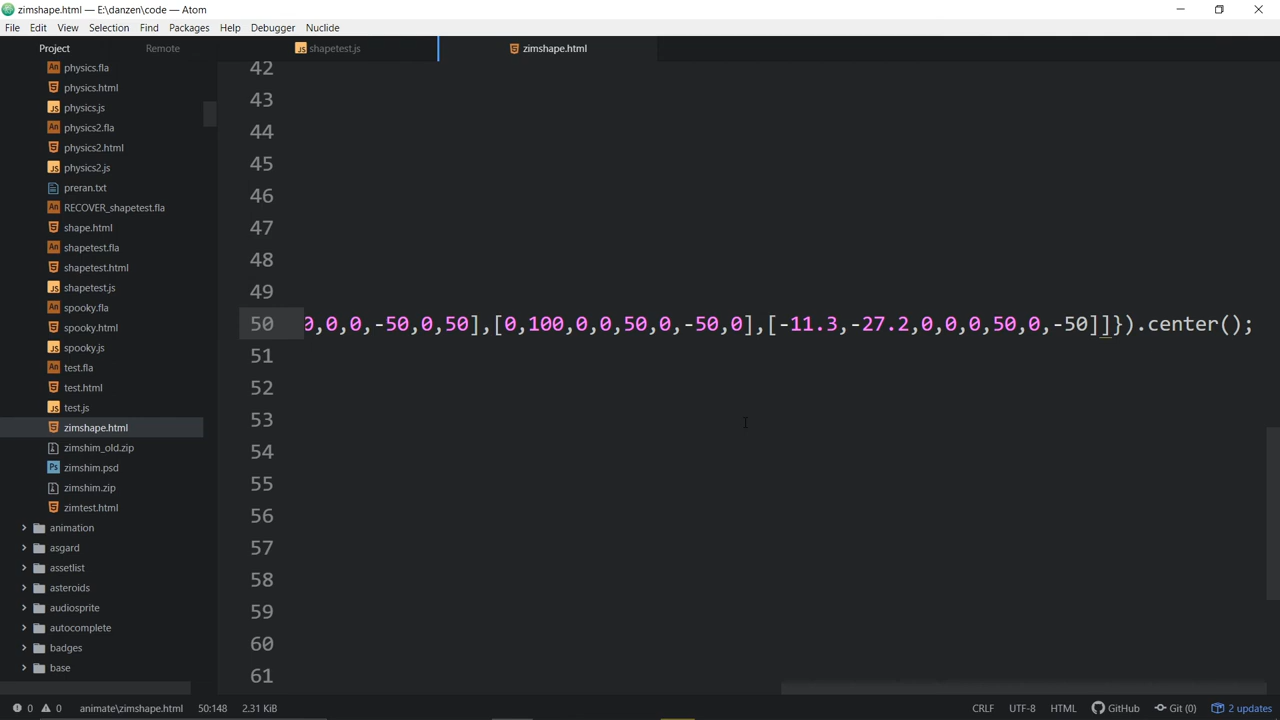 zimshape.html — E:\danzen\code — Atom
File Edit View Selection Find Packages Help Debugger Nuclide
Project Remote
shapetest.js
zimshape.html
physics.fla
physics.html
physics.js
physics2.fla
physics2.html
physics2.js
preran.txt
RECOVER_shapetest.fla
shape.html
shapetest.fla
shapetest.html
shapetest.js
spooky.fla
spooky.html
spooky.js
test.fla
test.html
test.js
zimshape.html
zimshim_old.zip
zimshim.psd
zimshim.zip
zimtest.html
animation
asgard
assetlist
asteroids
audiosprite
autocomplete
badges
base
42
43
44
45
46
47
48
49
50 0,0,0,-50,0,50],[0,100,0,0,50,0,-50,0],[-11.3,-27.2,0,0,0,50,0,-50]]}).center();
51
52
53
54
55
56
57
58
59
60
61
0 0 animate\zimshape.html 50:148 2.31 KiB CRLF UTF-8 HTML GitHub Git (0) 2 updates